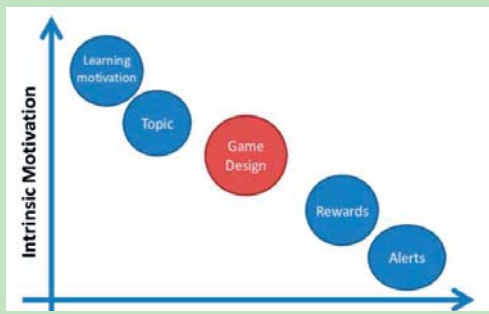 Learning
motivation
Topic
Game
Design
Rewards
Alerts
Intrinsic Motivation